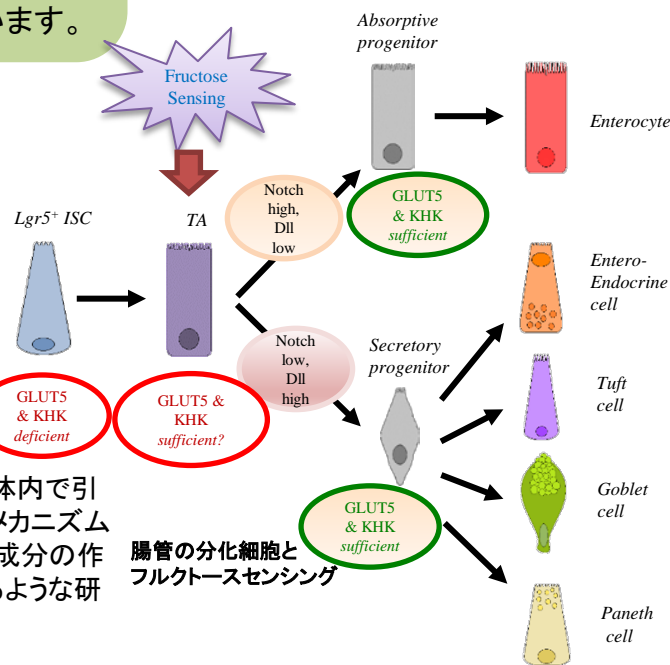 います。
Fructose
Sensing
Absorptive
progenitor
Enterocyte
Notch
high,
Dll
low
GLUT5
& KHK
sufficient
Lgr5+ ISC
TA
Entero-
Endocrine
cell
Notch
low,
Dll
high
Secretory
progenitor
GLUT5
& KHK
deficient
GLUT5 &
KHK
sufficient?
Tuft
cell
体内で引
メカニズム
成分の作
ような研
腸管の分化細胞と
フルクトースセンシング
GLUT5
& KHK
sufficient
Goblet
cell
Paneth
cell